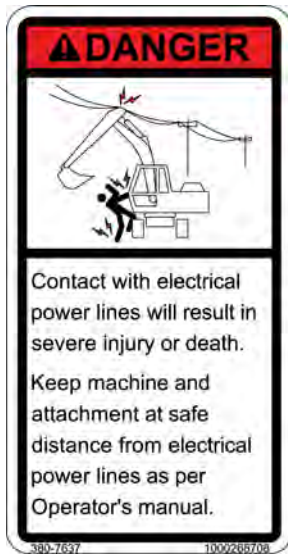 DANGER
Contact with electrical
power lines will result in
severe injury or death.
Keep machine and
attachment at safe
distance from electrical
power lines as per
Operator's manual.
380-7637 1000266708